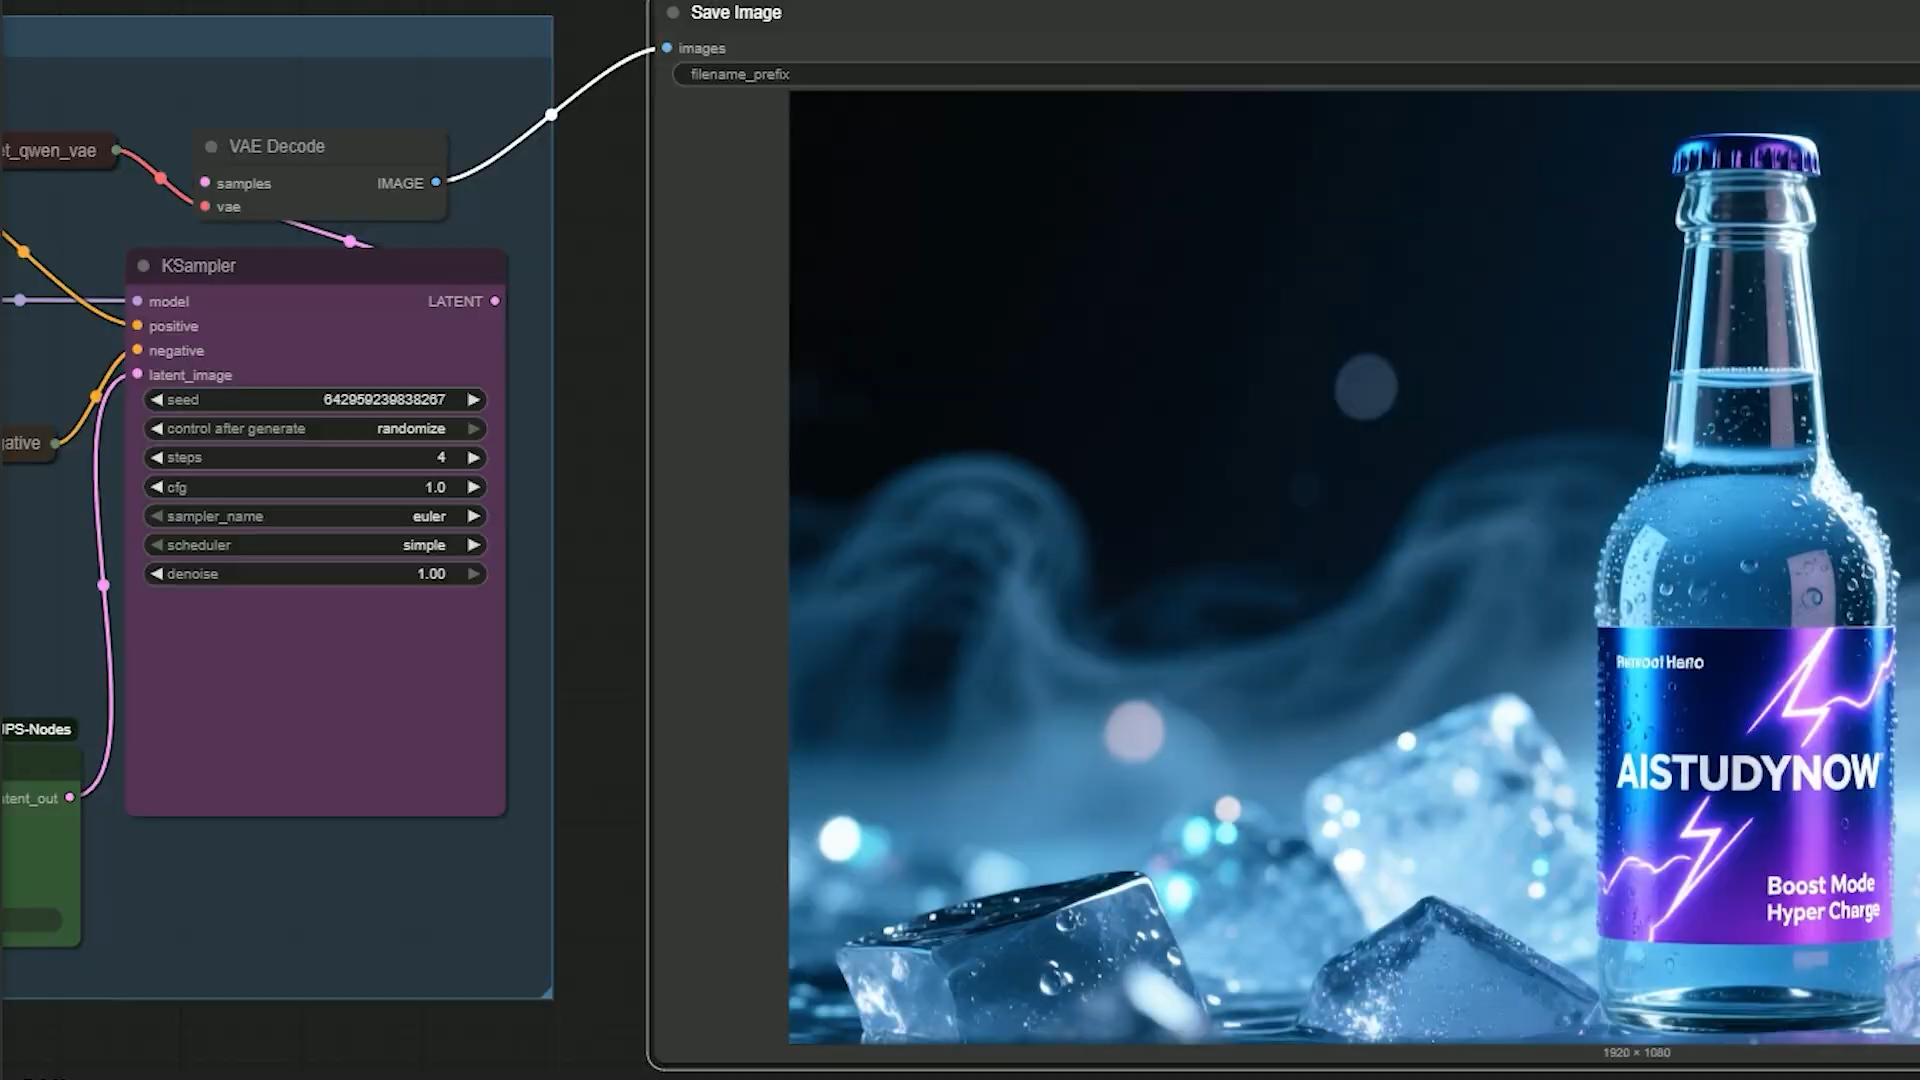 Save Image
images
filename_prefix
et_qwen_vae
VAE Decode
samples
IMAGE
vae
KSampler
model
LATENT
positive
negative
latent_image
seed 642959239838267
control after generate randomize
steps 4
cfg 1.0
sampler_name euler
scheduler simple
denoise 1.00
ative
IPS-Nodes
atent_out
AISTUDYNOW
Boost Mode
Hyper Charge
1920 × 1080